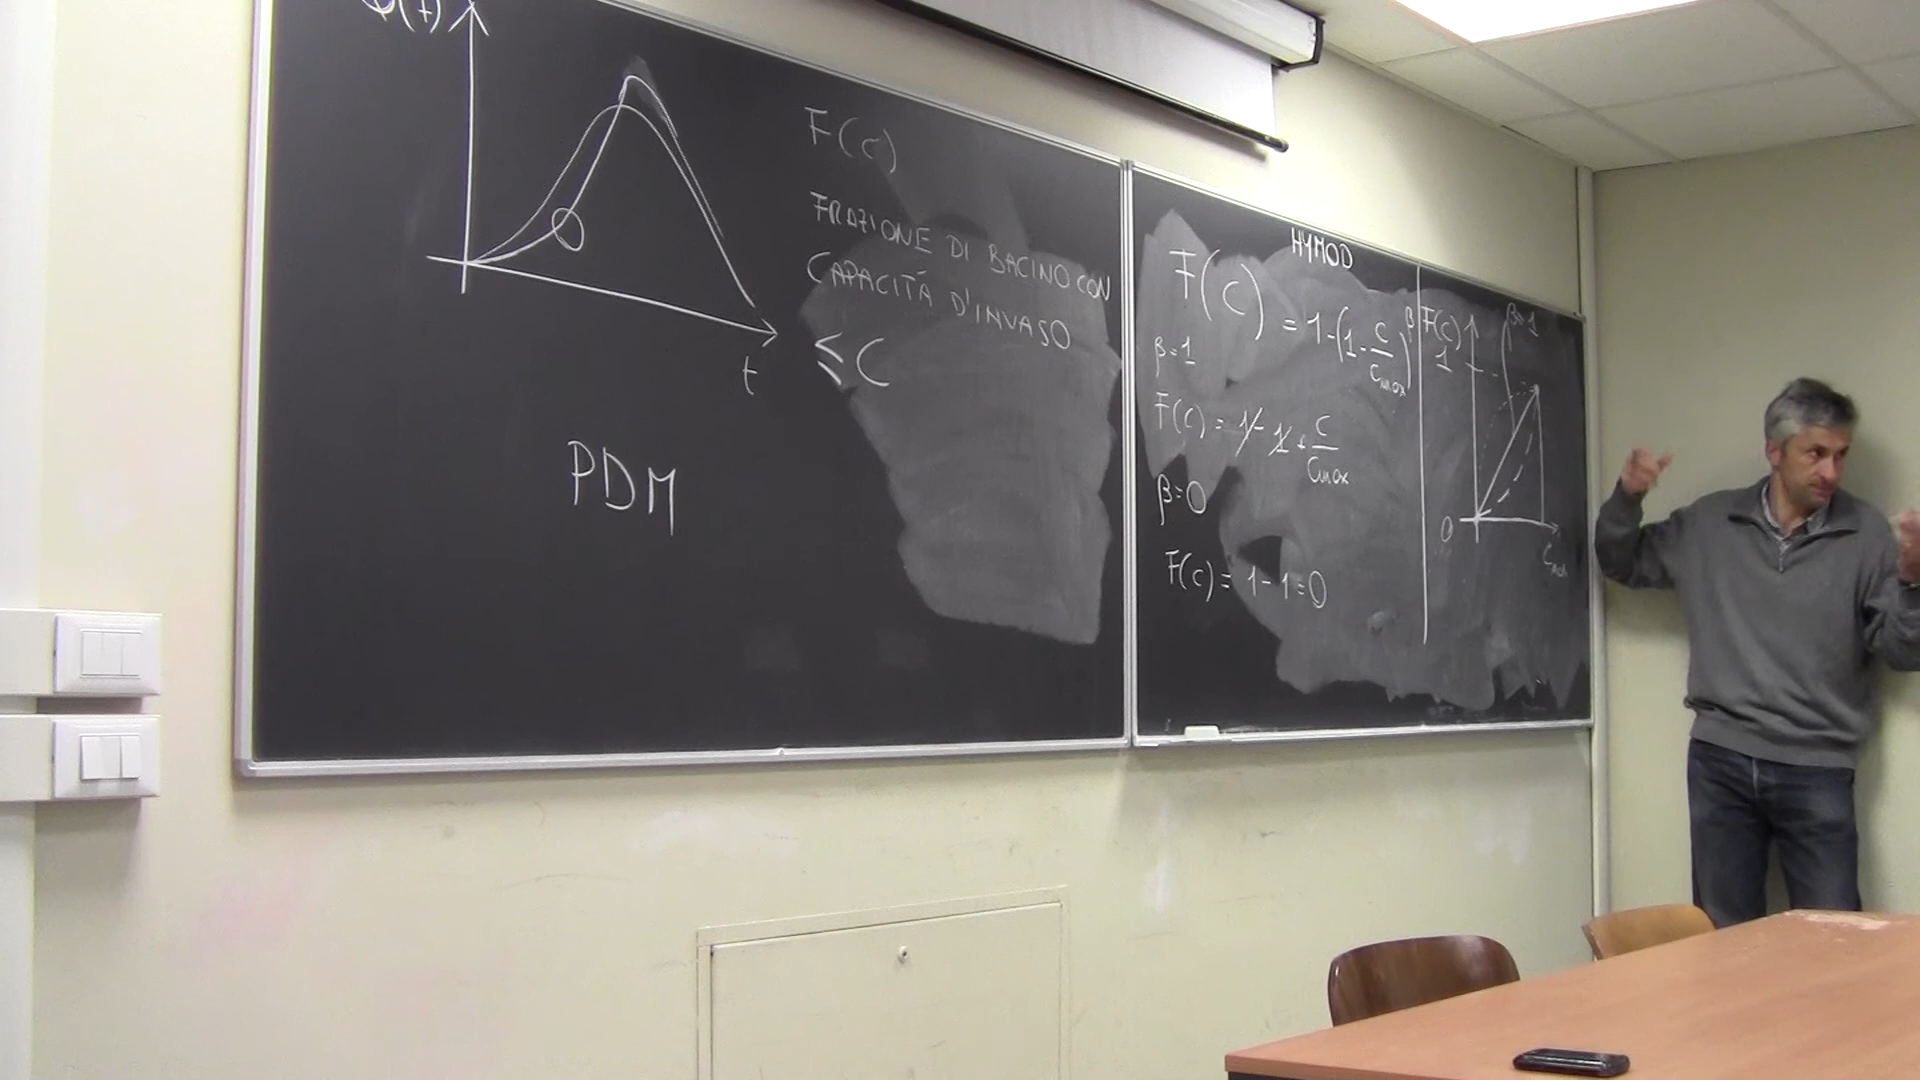 Q(t)
t
PDM
F(c)
FRAZIONE DI BACINO CON
CAPACITÁ D'INVASO
≤ C
HYMOD
F(C) = 1-(1-C/Cmax)^β
β=1
F(c) = 1-1+C/Cmax
β=0
F(c) = 1-1=0
F(c)
1
β=1
0
Cmax